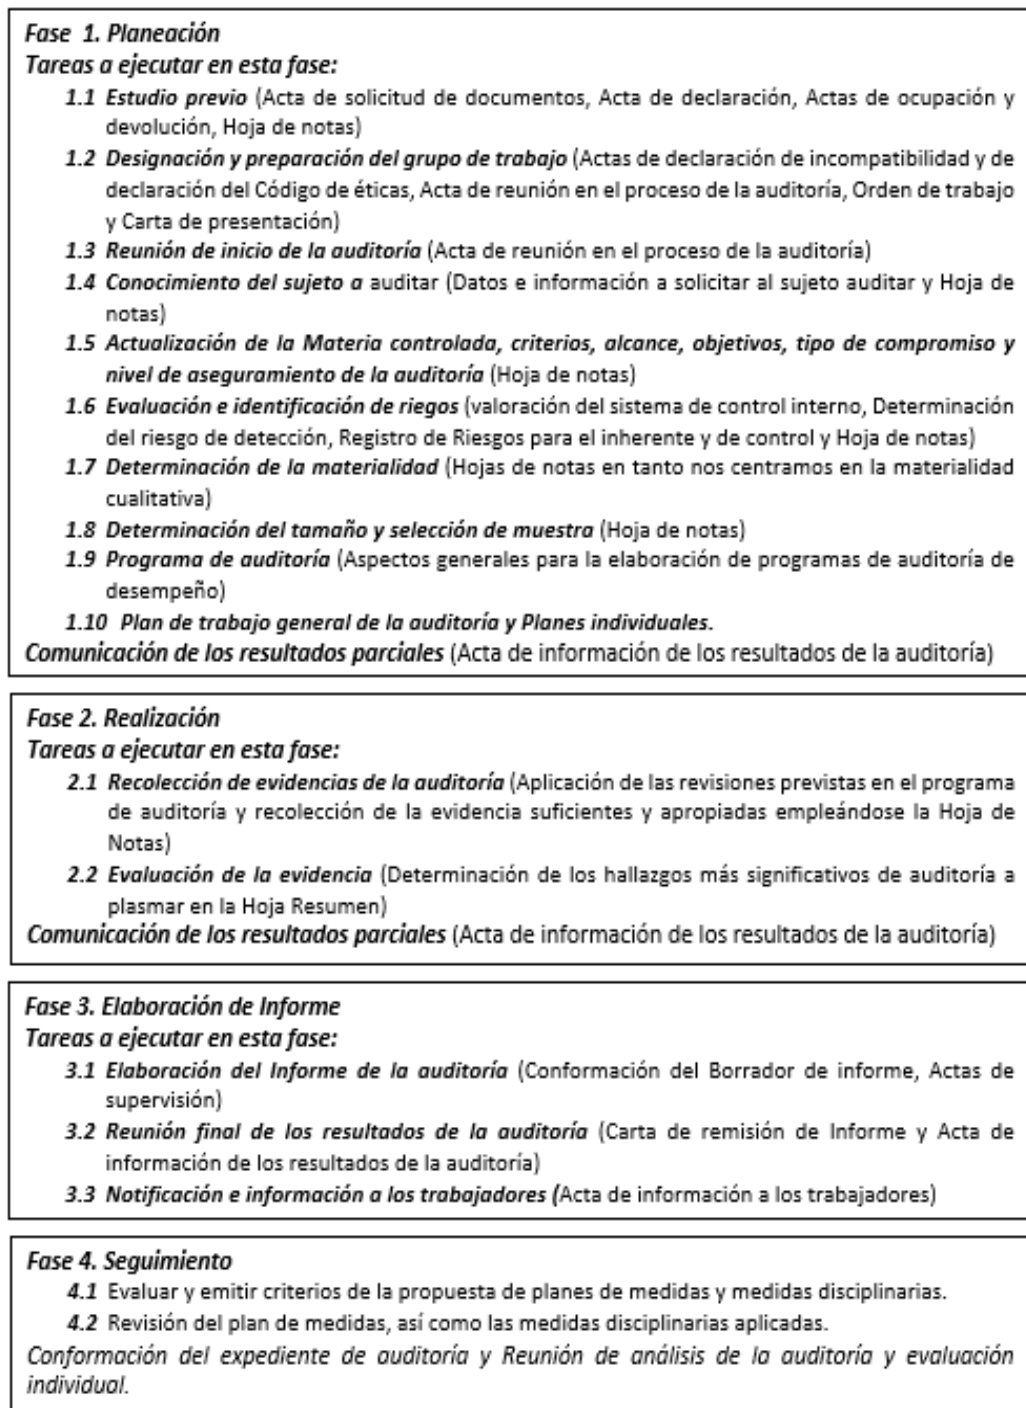 Fase 1. Planeación
Tareas a ejecutar en esta fase:
1.1 Estudio previo (Acta de solicitud de documentos, Acta de declaración, Actas de ocupación y
devolución, Hoja de notas)
1.2 Designación y preparación del grupo de trabajo (Actas de declaración de incompatibilidad y de
declaración del Código de éticas, Acta de reunión en el proceso de la auditoría, Orden de trabajo
y Carta de presentación)
1.3 Reunión de inicio de la auditoría (Acta de reunión en el proceso de la auditoría)
1.4 Conocimiento del sujeto a auditar (Datos e información a solicitar al sujeto auditar y Hoja de
notas)
1.5 Actualización de la Materia controlada, criterios, alcance, objetivos, tipo de compromiso y
nivel de aseguramiento de la auditoría (Hoja de notas)
1.6 Evaluación e identificación de riegos (valoración del sistema de control interno, Determinación
del riesgo de detección, Registro de Riesgos para el inherente y de control y Hoja de notas)
1.7 Determinación de la materialidad (Hojas de notas en tanto nos centramos en la materialidad
cualitativa)
1.8 Determinación del tamaño y selección de muestra (Hoja de notas)
1.9 Programa de auditoría (Aspectos generales para la elaboración de programas de auditoría de
desempeño)
1.10 Plan de trabajo general de la auditoría y Planes individuales.
Comunicación de los resultados parciales (Acta de información de los resultados de la auditoría)
Fase 2. Realización
Tareas a ejecutar en esta fase:
2.1 Recolección de evidencias de la auditoría (Aplicación de las revisiones previstas en el programa
de auditoría y recolección de la evidencia suficientes y apropiadas empleándose la Hoja de
Notas)
2.2 Evaluación de la evidencia (Determinación de los hallazgos más significativos de auditoría a
plasmar en la Hoja Resumen)
Comunicación de los resultados parciales (Acta de información de los resultados de la auditoría)
Fase 3. Elaboración de Informe
Tareas a ejecutar en esta fase:
3.1 Elaboración del Informe de la auditoría (Conformación del Borrador de informe, Actas de
supervisión)
3.2 Reunión final de los resultados de la auditoría (Carta de remisión de Informe y Acta de
información de los resultados de la auditoría)
3.3 Notificación e información a los trabajadores (Acta de información a los trabajadores)
Fase 4. Seguimiento
4.1 Evaluar y emitir criterios de la propuesta de planes de medidas y medidas disciplinarias.
4.2 Revisión del plan de medidas, así como las medidas disciplinarias aplicadas.
Conformación del expediente de auditoría y Reunión de análisis de la auditoría y evaluación
individual.